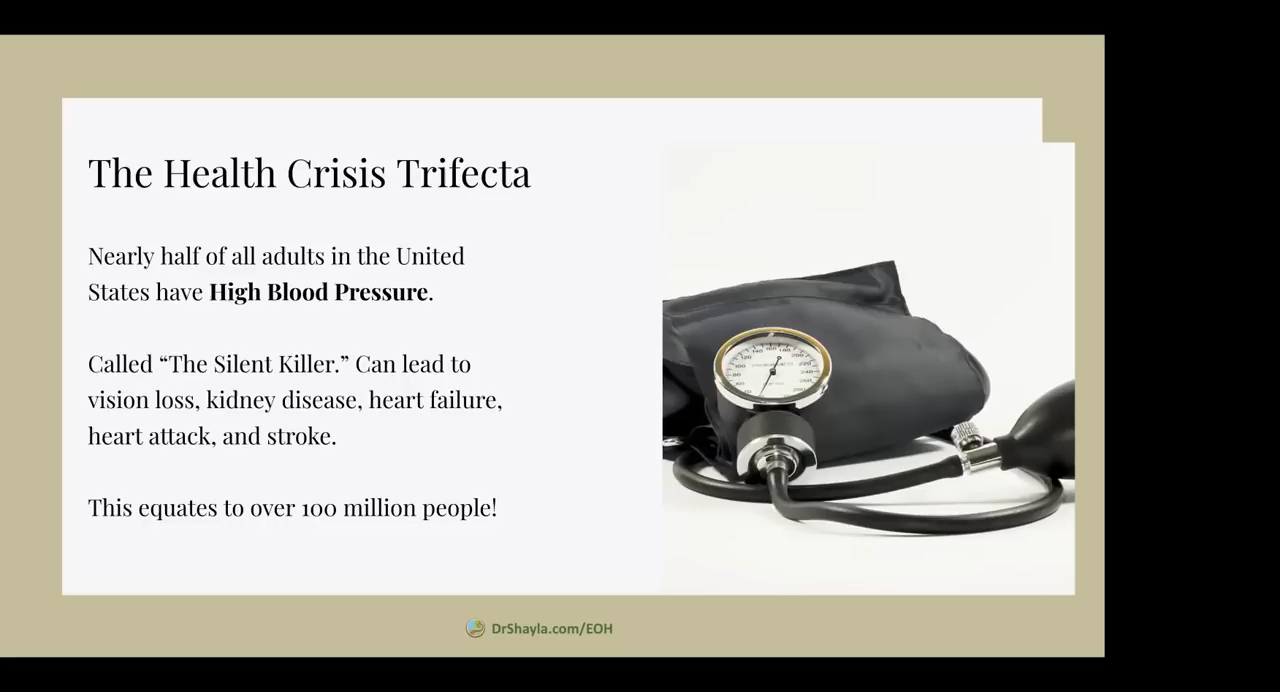 The Health Crisis Trifecta
Nearly half of all adults in the United
States have High Blood Pressure.
Called “The Silent Killer.” Can lead to
vision loss, kidney disease, heart failure,
heart attack, and stroke.
This equates to over 100 million people!
DrShayla.com/EOH